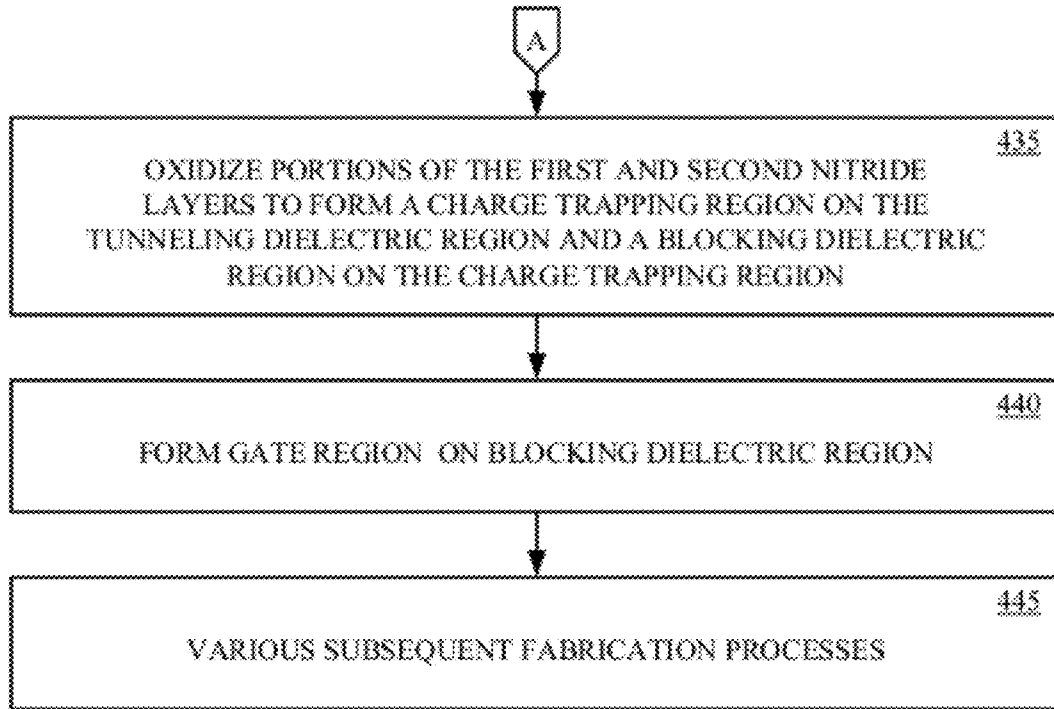 A
435
OXIDIZE PORTIONS OF THE FIRST AND SECOND NITRIDE
LAYERS TO FORM A CHARGE TRAPPING REGION ON THE
TUNNELING DIELECTRIC REGION AND A BLOCKING DIELECTRIC
REGION ON THE CHARGE TRAPPING REGION
440
FORM GATE REGION ON BLOCKING DIELECTRIC REGION
445
VARIOUS SUBSEQUENT FABRICATION PROCESSES